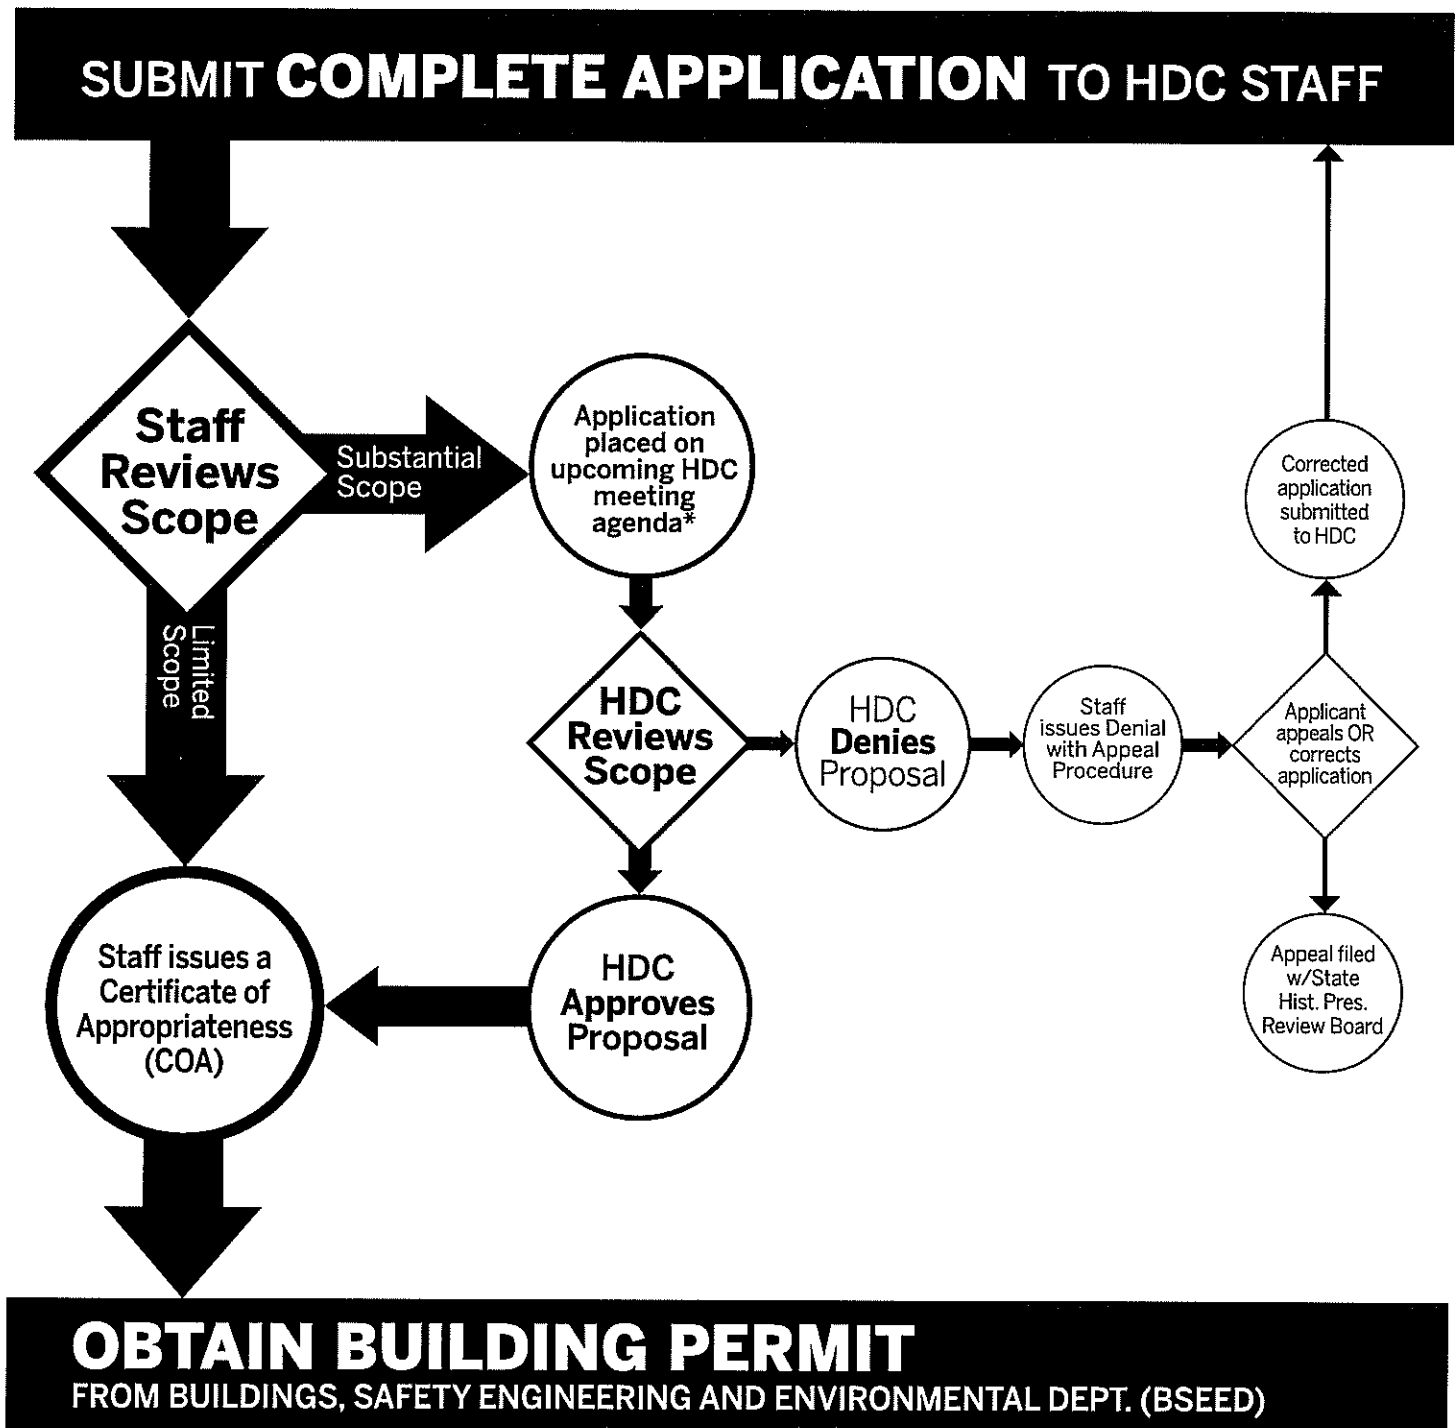 SUBMIT COMPLETE APPLICATION TO HDC STAFF
Staff
Reviews
Scope
Substantial
Scope
Application
placed on
upcoming HDC
meeting
agenda*
Corrected
application
submitted
to HDC
Limited
Scope
HDC
Reviews
Scope
HDC
Denies
Proposal
Staff
issues Denial
with Appeal
Procedure
Applicant
appeals OR
corrects
application
Staff issues a
Certificate of
Appropriateness
(COA)
HDC
Approves
Proposal
Appeal filed
w/State
Hist. Pres.
Review Board
OBTAIN BUILDING PERMIT
FROM BUILDINGS, SAFETY ENGINEERING AND ENVIRONMENTAL DEPT. (BSEED)